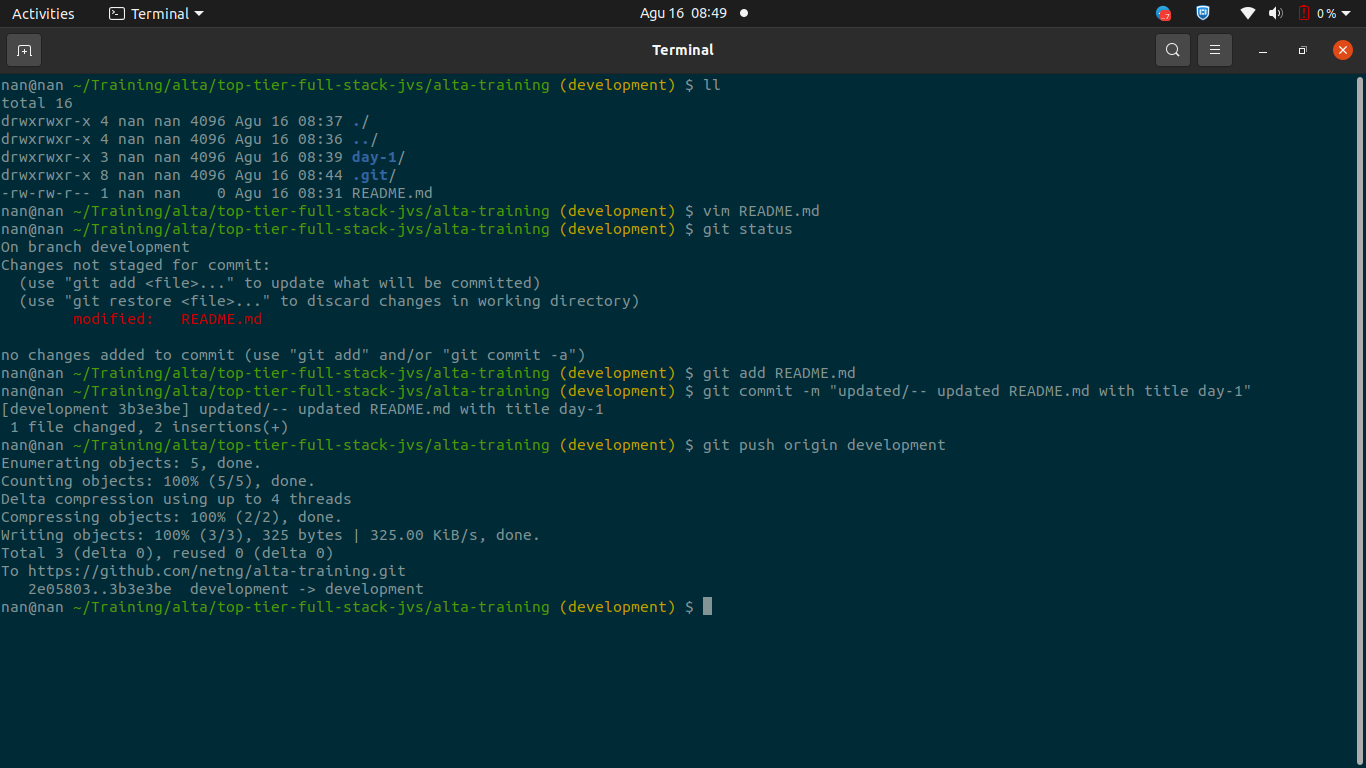 Activities Terminal Agu 16 08:49 0 %
Terminal
nan@nan ~/Training/alta/top-tier-full-stack-jvs/alta-training (development) $ ll
total 16
drwxrwxr-x 4 nan nan 4096 Agu 16 08:37 ./
drwxrwxr-x 4 nan nan 4096 Agu 16 08:36 ../
drwxrwxr-x 3 nan nan 4096 Agu 16 08:39 day-1/
drwxrwxr-x 8 nan nan 4096 Agu 16 08:44 .git/
-rw-rw-r-- 1 nan nan    0 Agu 16 08:31 README.md
nan@nan ~/Training/alta/top-tier-full-stack-jvs/alta-training (development) $ vim README.md
nan@nan ~/Training/alta/top-tier-full-stack-jvs/alta-training (development) $ git status
On branch development
Changes not staged for commit:
  (use "git add <file>..." to update what will be committed)
  (use "git restore <file>..." to discard changes in working directory)
        modified:   README.md

no changes added to commit (use "git add" and/or "git commit -a")
nan@nan ~/Training/alta/top-tier-full-stack-jvs/alta-training (development) $ git add README.md
nan@nan ~/Training/alta/top-tier-full-stack-jvs/alta-training (development) $ git commit -m "updated/-- updated README.md with title day-1"
[development 3b3e3be] updated/-- updated README.md with title day-1
 1 file changed, 2 insertions(+)
nan@nan ~/Training/alta/top-tier-full-stack-jvs/alta-training (development) $ git push origin development
Enumerating objects: 5, done.
Counting objects: 100% (5/5), done.
Delta compression using up to 4 threads
Compressing objects: 100% (2/2), done.
Writing objects: 100% (3/3), 325 bytes | 325.00 KiB/s, done.
Total 3 (delta 0), reused 0 (delta 0)
To https://github.com/netng/alta-training.git
   2e05803..3b3e3be  development -> development
nan@nan ~/Training/alta/top-tier-full-stack-jvs/alta-training (development) $